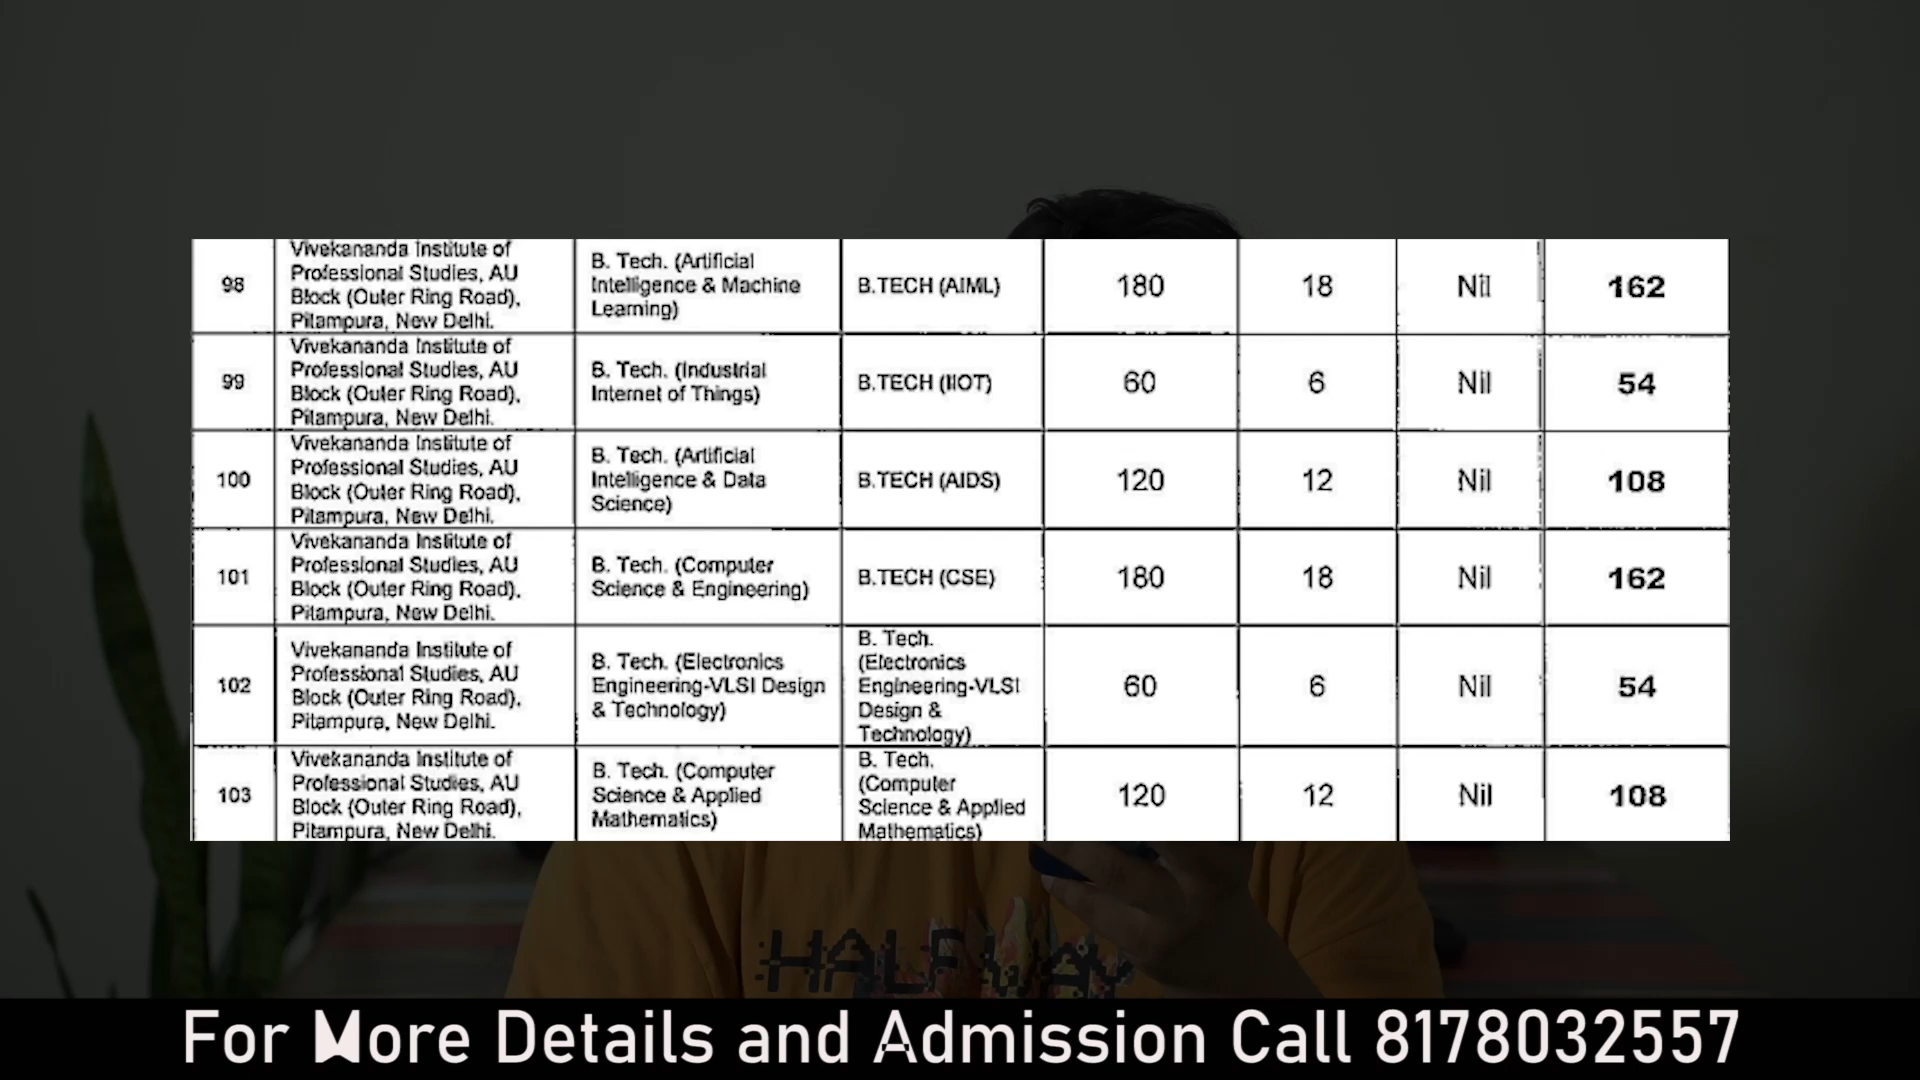 98
Vivekananda Institute of
Professional Studies, AU
Block (Outer Ring Road),
Pitampura, New Delhi.
B. Tech. (Artificial
Intelligence & Machine
Learning)
B.TECH (AIML)
180
18
Nil
162
99
Vivekananda Institute of
Professional Studies, AU
Block (Outer Ring Road),
Pitampura, New Delhi.
B. Tech. (Industrial
Internet of Things)
B.TECH (IIOT)
60
6
Nil
54
100
Vivekananda Institute of
Professional Studies, AU
Block (Outer Ring Road),
Pitampura, New Delhi.
B. Tech. (Artificial
Intelligence & Data
Science)
B.TECH (AIDS)
120
12
Nil
108
101
Vivekananda Institute of
Professional Studies, AU
Block (Outer Ring Road),
Pitampura, New Delhi.
B. Tech. (Computer
Science & Engineering)
B.TECH (CSE)
180
18
Nil
162
102
Vivekananda Institute of
Professional Studies, AU
Block (Outer Ring Road),
Pitampura, New Delhi.
B. Tech. (Electronics
Engineering-VLSI Design
& Technology)
B. Tech.
(Electronics
Engineering-VLSI
Design &
Technology)
60
6
Nil
54
103
Vivekananda Institute of
Professional Studies, AU
Block (Outer Ring Road),
Pitampura, New Delhi.
B. Tech. (Computer
Science & Applied
Mathematics)
B. Tech.
(Computer
Science & Applied
Mathematics)
120
12
Nil
108
HALFWAY
For More Details and Admission Call 8178032557